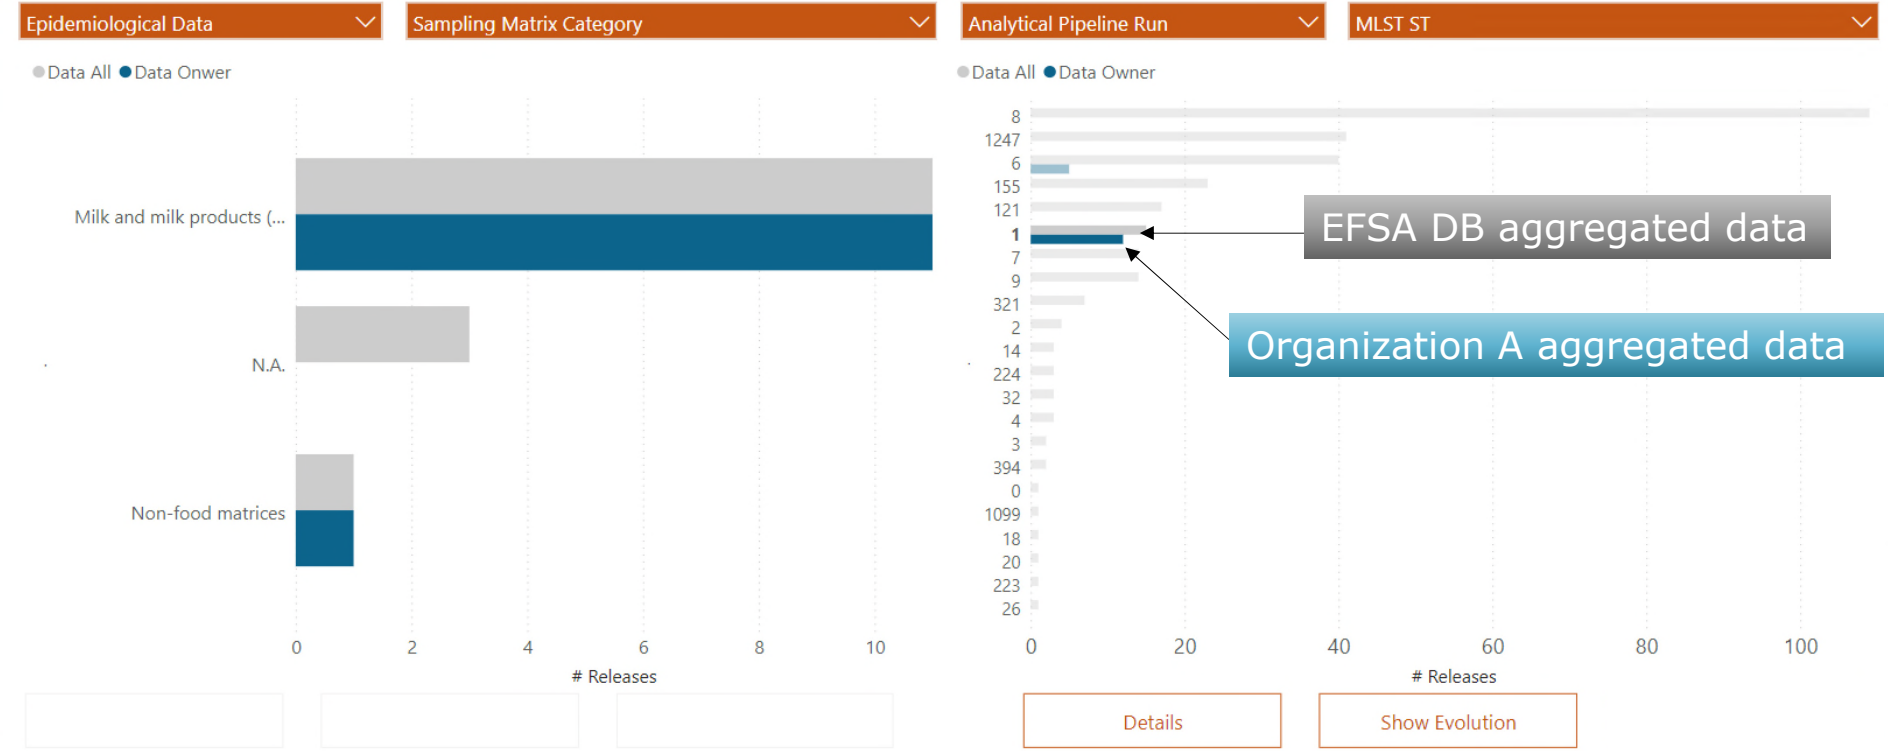 Epidemiological Data
Sampling Matrix Category
Analytical Pipeline Run
MLST ST
Data All Data Onwer
Milk and milk products (...
N.A.
Non-food matrices
0 2 4 6 8 10
# Releases
Data All Data Owner
8
1247
6
155
121
1
7
9
321
2
14
224
32
4
3
394
0
1099
18
20
223
26
0 20 40 60 80 100
# Releases
EFSA DB aggregated data
Organization A aggregated data
Details
Show Evolution